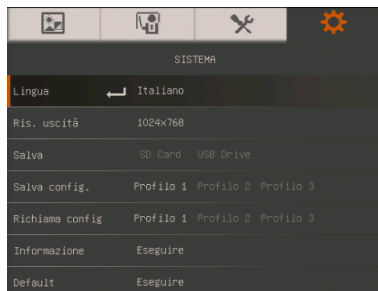 SISTEMA
Lingua Italiano
Ris. uscità 1024x768
Salva SD Card USB Drive
Salva config. Profilo 1 Profilo 2 Profilo 3
Richiama config Profilo 1 Profilo 2 Profilo 3
Informazione Eseguire
Default Eseguire